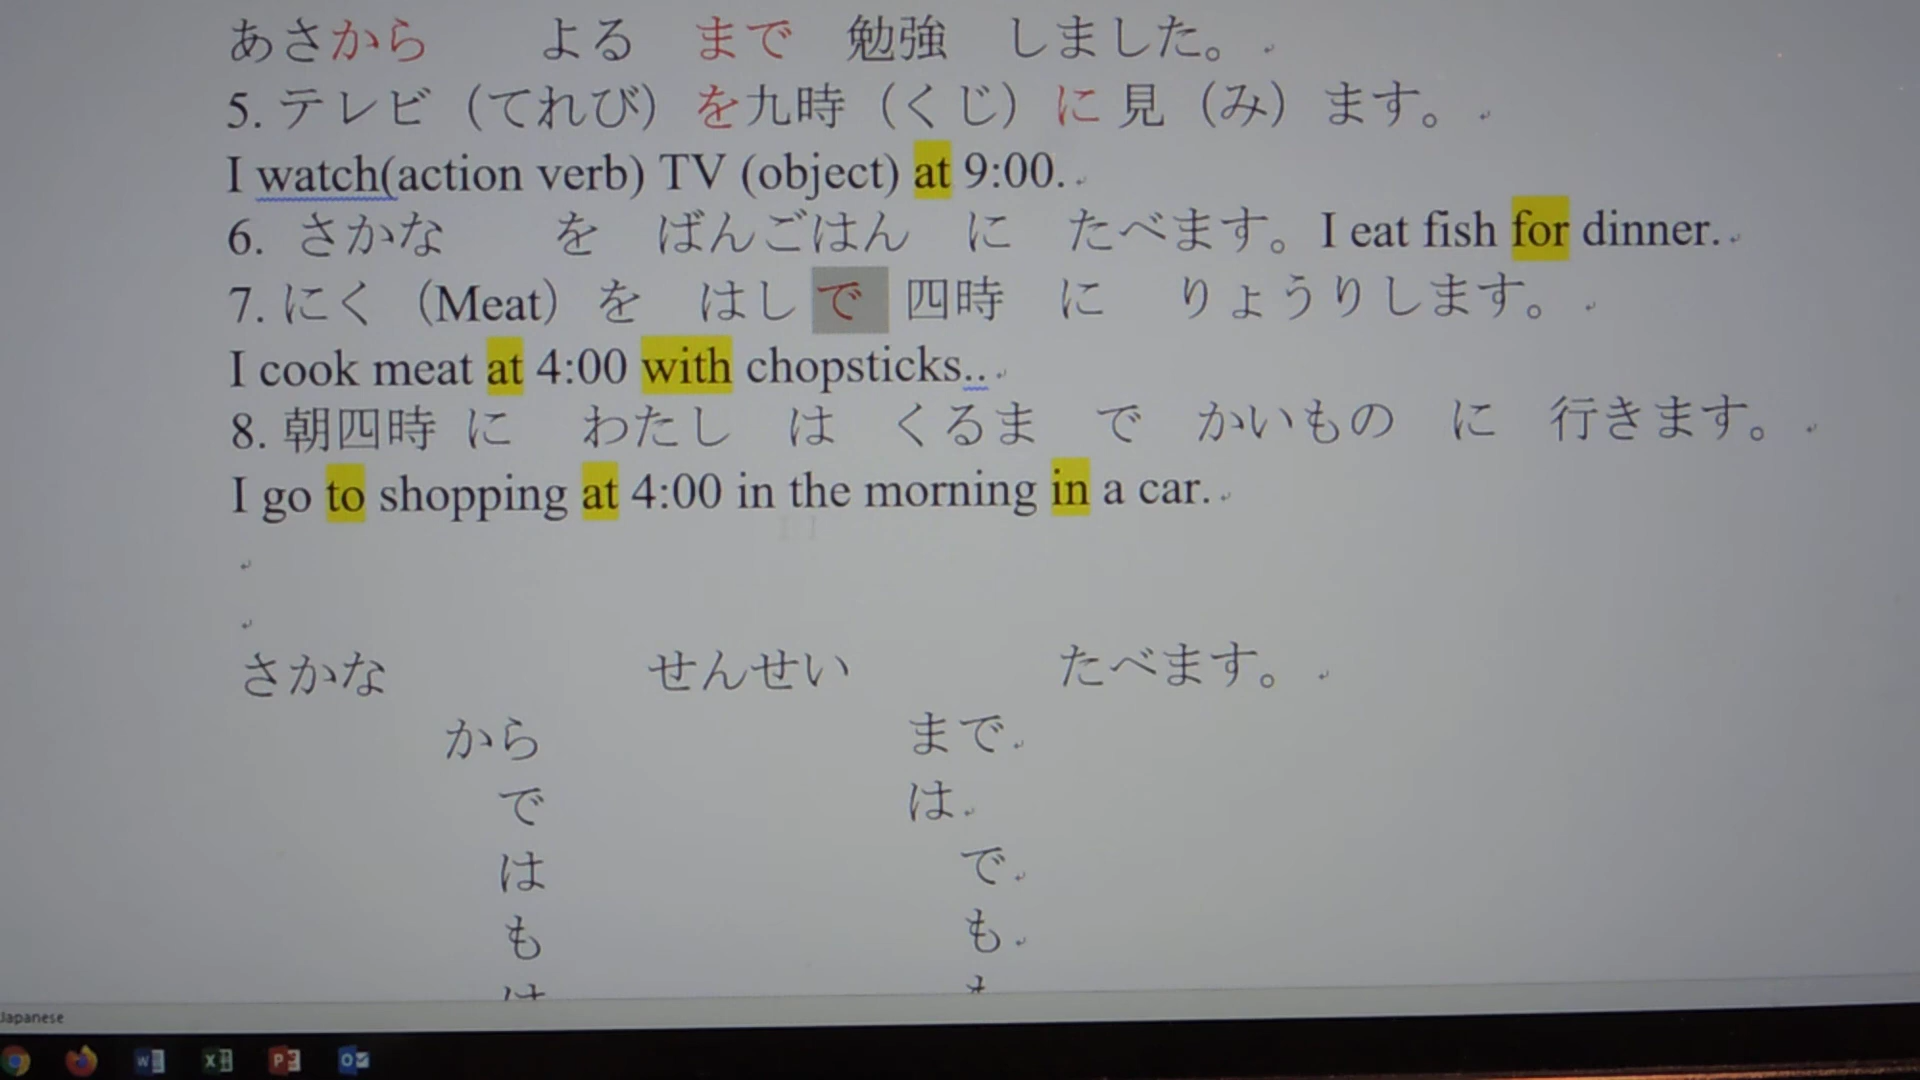 あさから　よる　まで　勉強　しました。
5. テレビ（てれび）を九時（くじ）に 見（み）ます。
I watch(action verb) TV (object) at 9:00.
6. さかな　を　ばんごはん　に　たべます。I eat fish for dinner.
7. にく（Meat）を　はし で 四時　に　りょうりします。
I cook meat at 4:00 with chopsticks..
8. 朝四時 に　わたし　は　くるま　で　かいもの　に　行きます。
I go to shopping at 4:00 in the morning in a car.
さかな　せんせい　たべます。
から　まで
で　は
は　で
も　も
Japanese